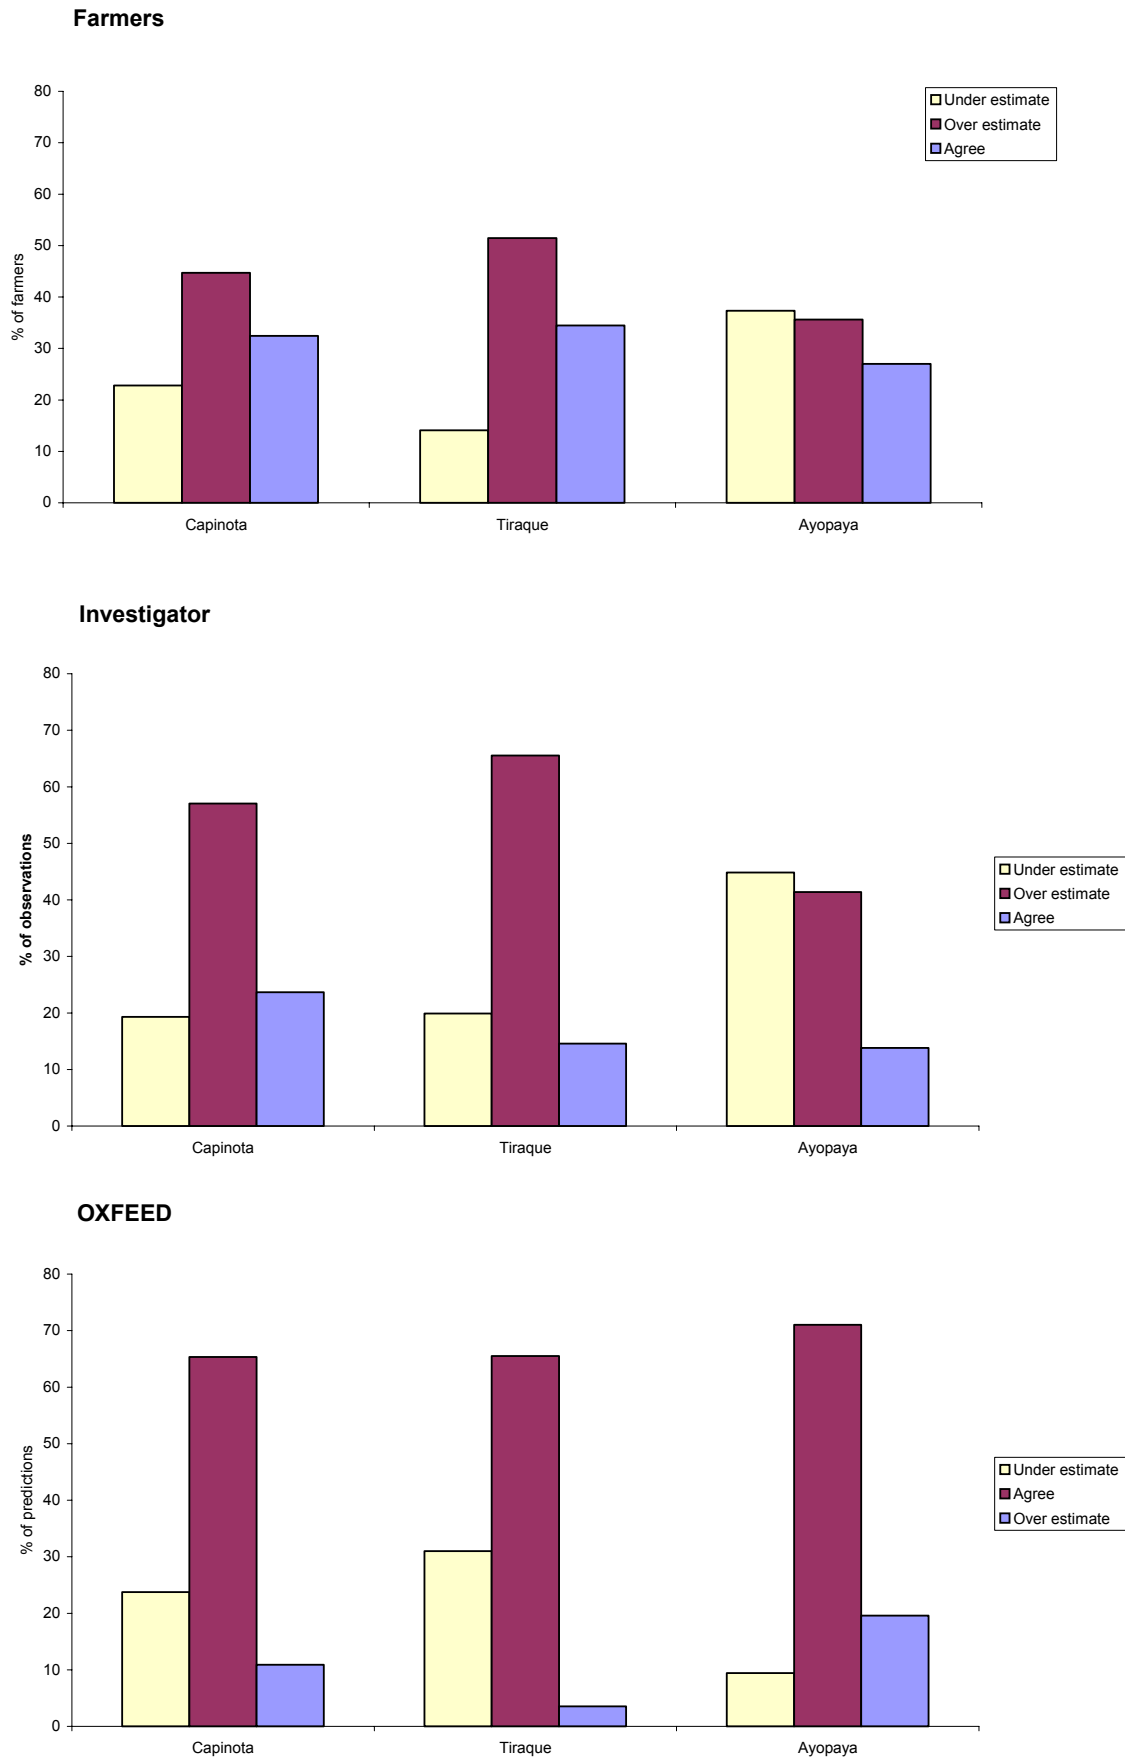 Farmers
80
70
60
50
40
30
20
10
0
% of farmers
Capinota Tiraque Ayopaya
Under estimate
Over estimate
Agree
Investigator
80
70
60
50
40
30
20
10
0
% of observations
Capinota Tiraque Ayopaya
Under estimate
Over estimate
Agree
OXFEED
80
70
60
50
40
30
20
10
0
% of predictions
Capinota Tiraque Ayopaya
Under estimate
Agree
Over estimate